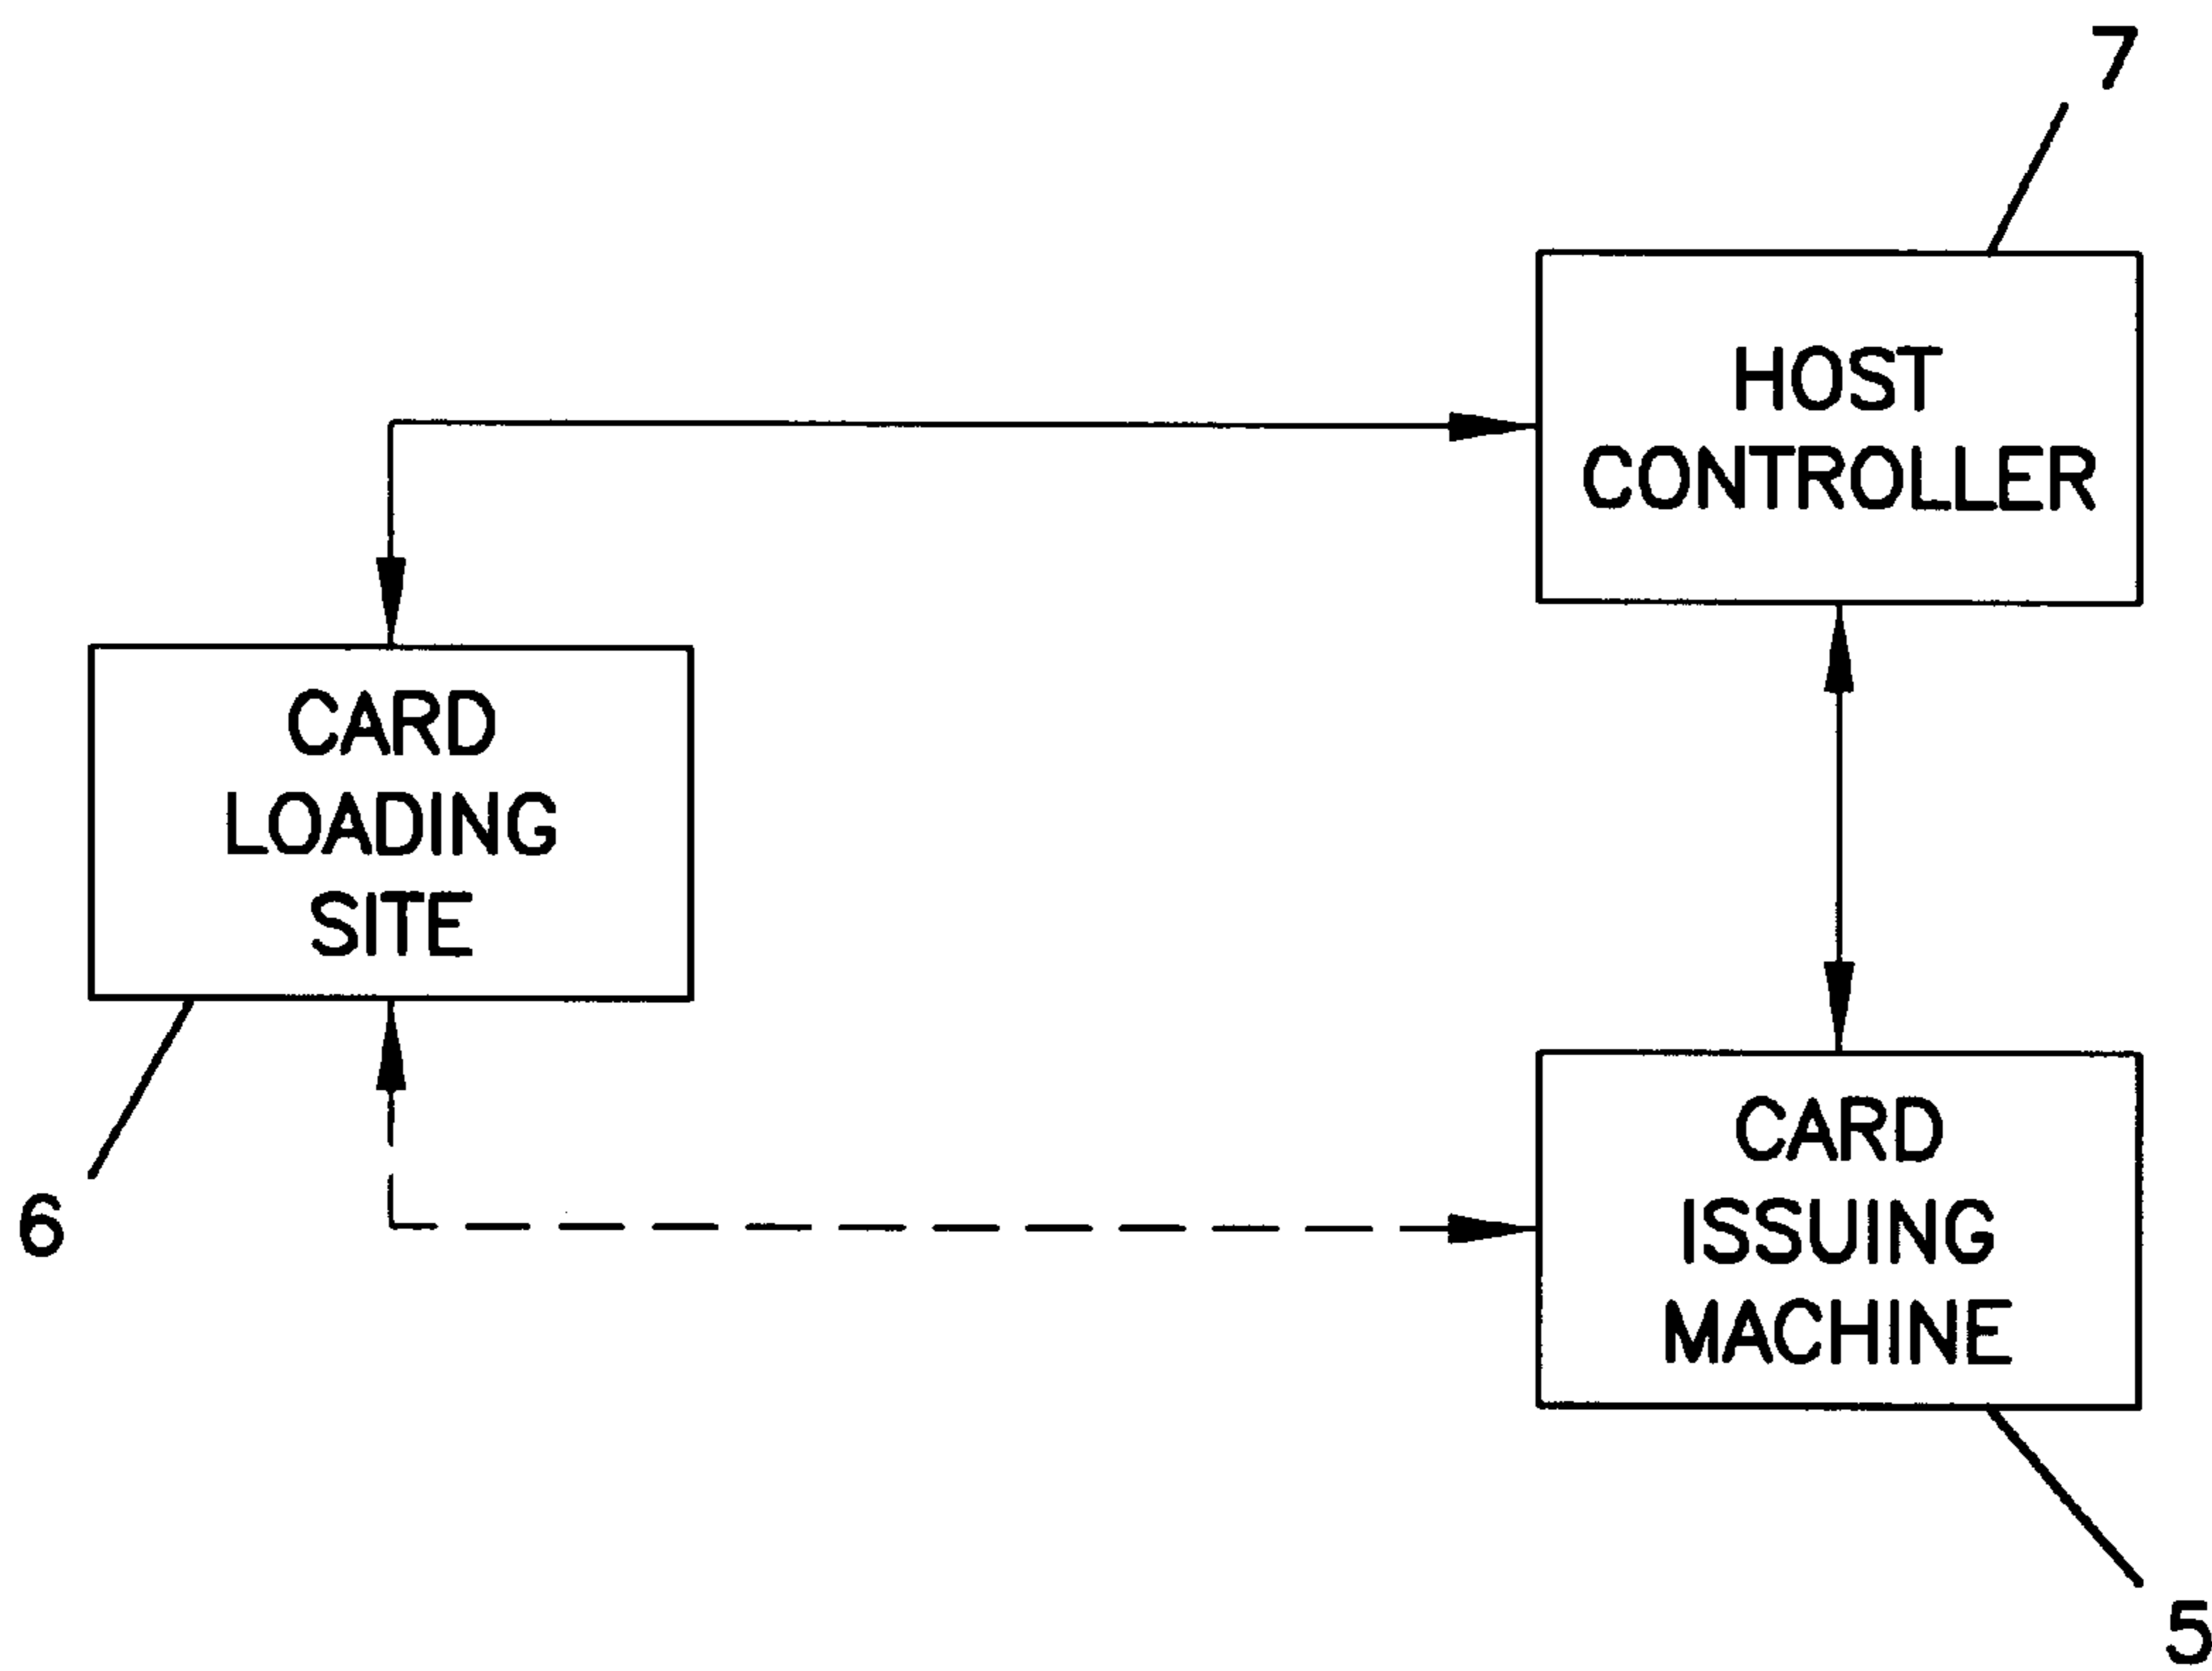 7
HOST
CONTROLLER
CARD
LOADING
SITE
6
CARD
ISSUING
MACHINE
5